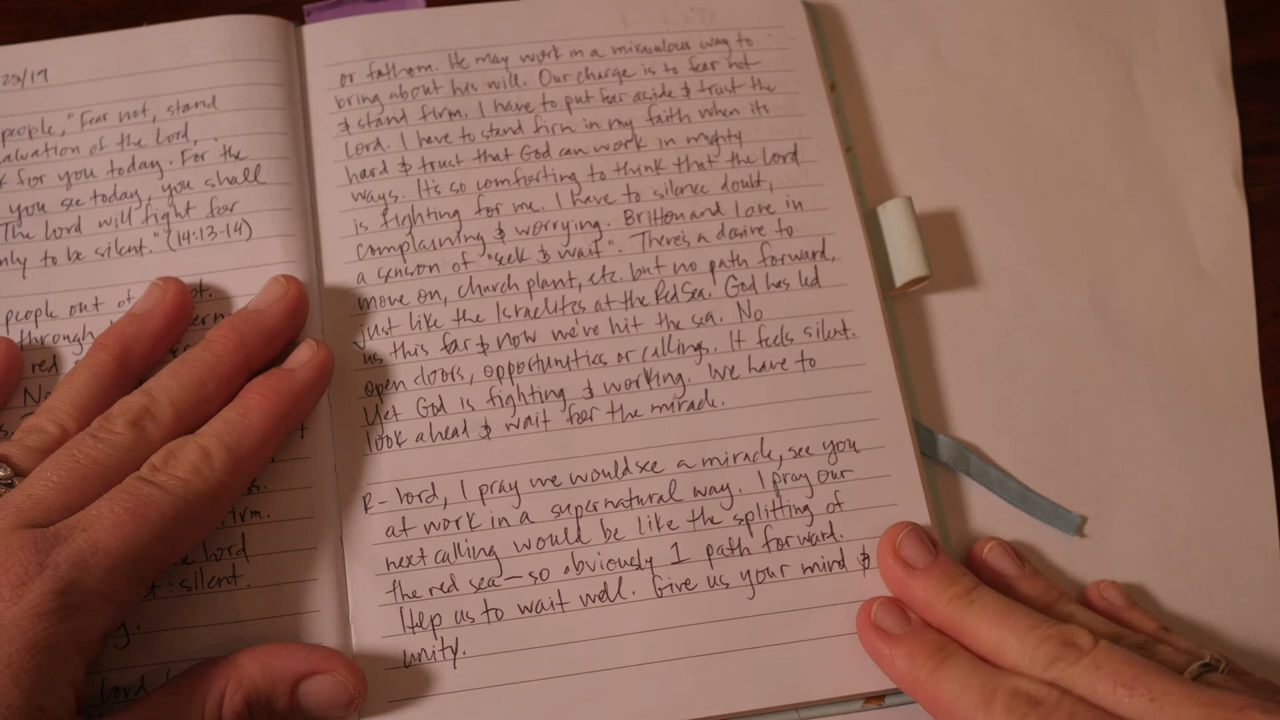 23/19
people, "Fear not, stand
alvation of the Lord,
k for you today. For the
you see today, you shall
The Lord will fight for
nly to be silent." (14:13-14)
people out of
through
red
No
irm.
lord
t: silent.
y.
Lord
or fathom. He may work in a miraculous way to
bring about his will. Our charge is to fear not
& stand firm. I have to put fear aside & trust the
Lord. I have to stand firm in my faith when its
hard & trust that God can work in mighty
ways. It's so comforting to think that the Lord
is fighting for me. I have to silence doubt,
complaining & worrying. Britton and I are in
a season of "seek & wait". There's a desire to
move on, church plant, etc. but no path forward,
just like the Israelites at the Red Sea. God has led
us this far & now we've hit the sea. No
open doors, opportunities or callings. It feels silent.
Yet God is fighting & working. We have to
look ahead & wait for the miracle.
R- Lord, I pray we would see a miracle, see you
at work in a supernatural way. I pray our
next calling would be like the splitting of
the red sea—so obviously 1 path forward.
Help us to wait well. Give us your mind &
unity.